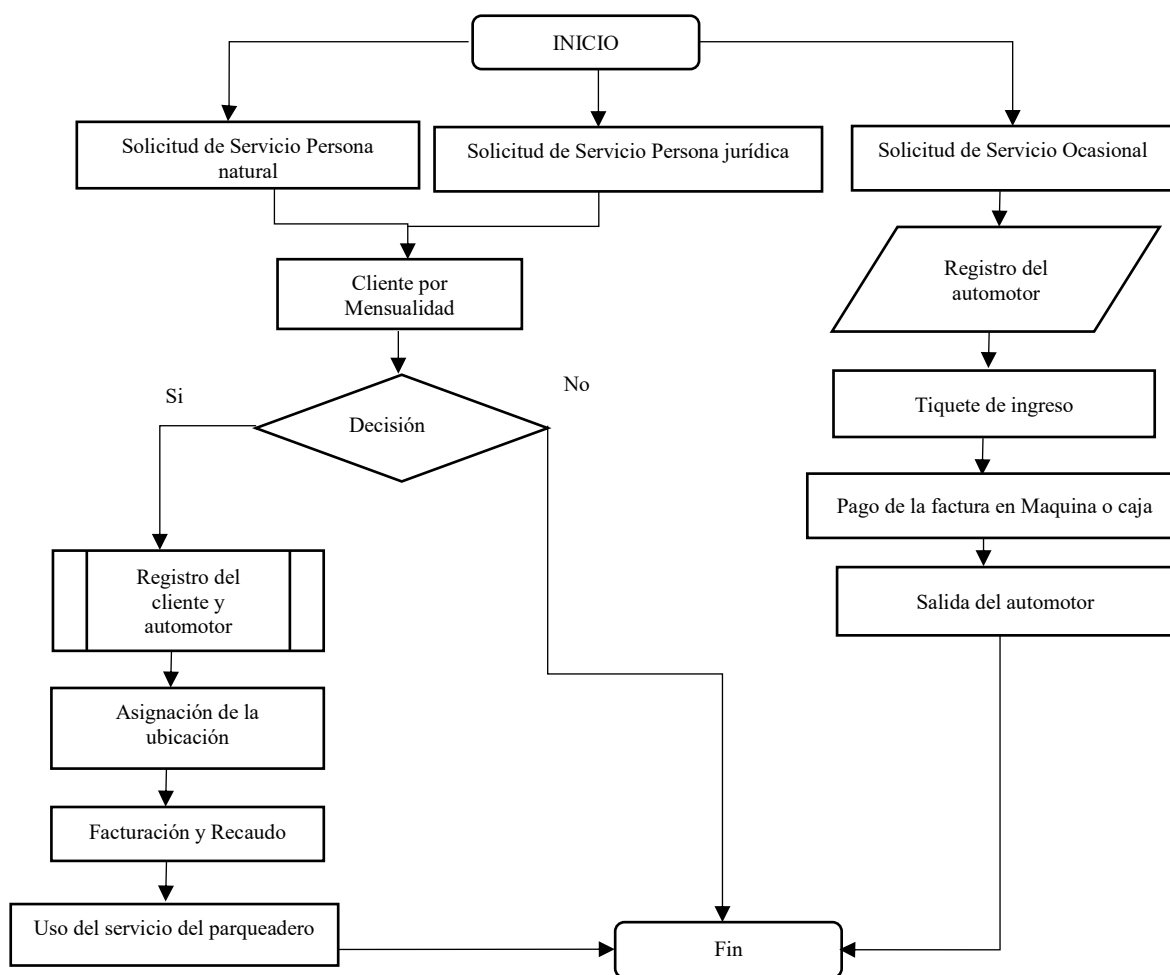 INICIO
Solicitud de Servicio Persona
natural
Solicitud de Servicio Persona jurídica
Solicitud de Servicio Ocasional
Cliente por
Mensualidad
Registro del
automotor
Si
No
Decisión
Tiquete de ingreso
Pago de la factura en Maquina o caja
Salida del automotor
Registro del
cliente y
automotor
Asignación de la
ubicación
Facturación y Recaudo
Uso del servicio del parqueadero
Fin